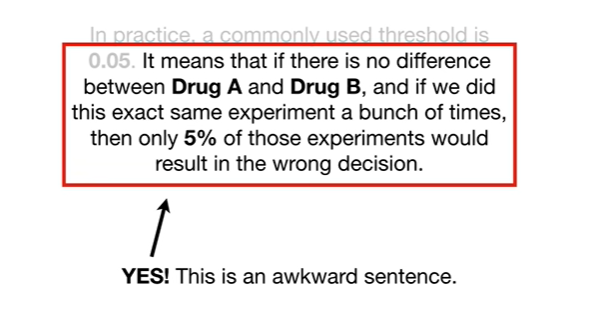 In practice, a commonly used threshold is
0.05. It means that if there is no difference
between Drug A and Drug B, and if we did
this exact same experiment a bunch of times,
then only 5% of those experiments would
result in the wrong decision.
YES! This is an awkward sentence.